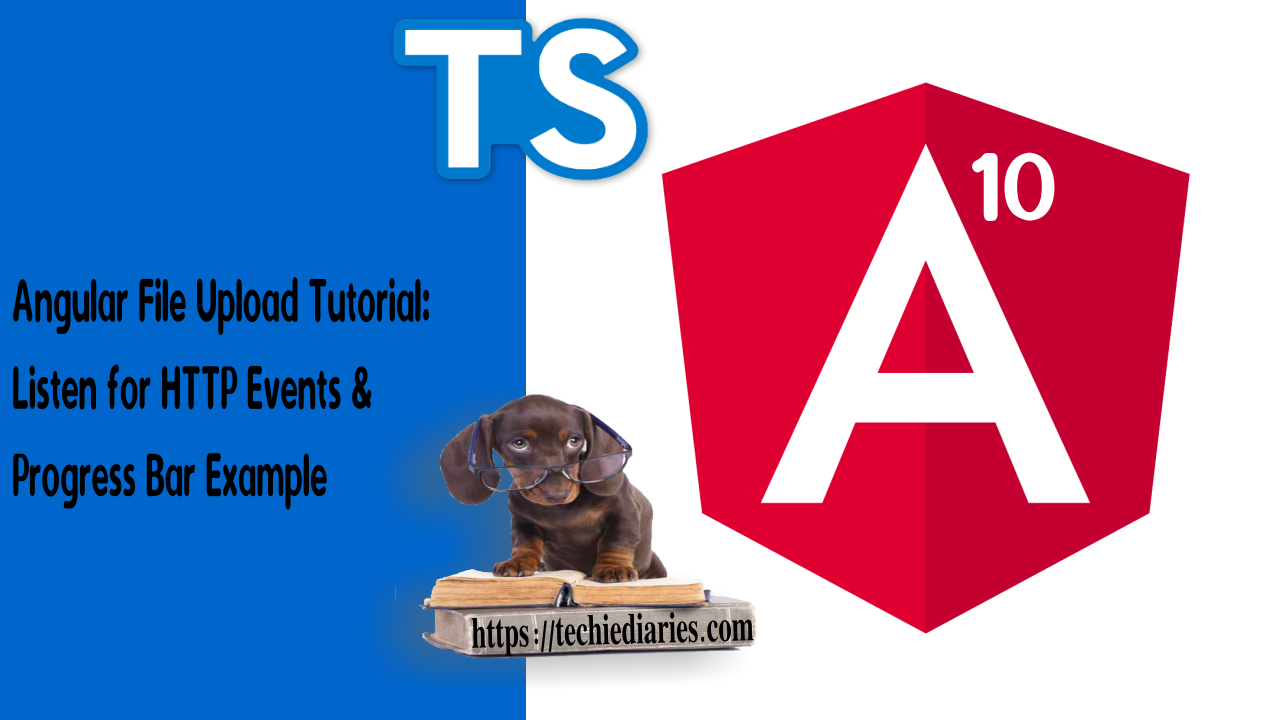 TS
10
A
Angular File Upload Tutorial:
Listen for HTTP Events &
Progress Bar Example
https://techiediaries.com